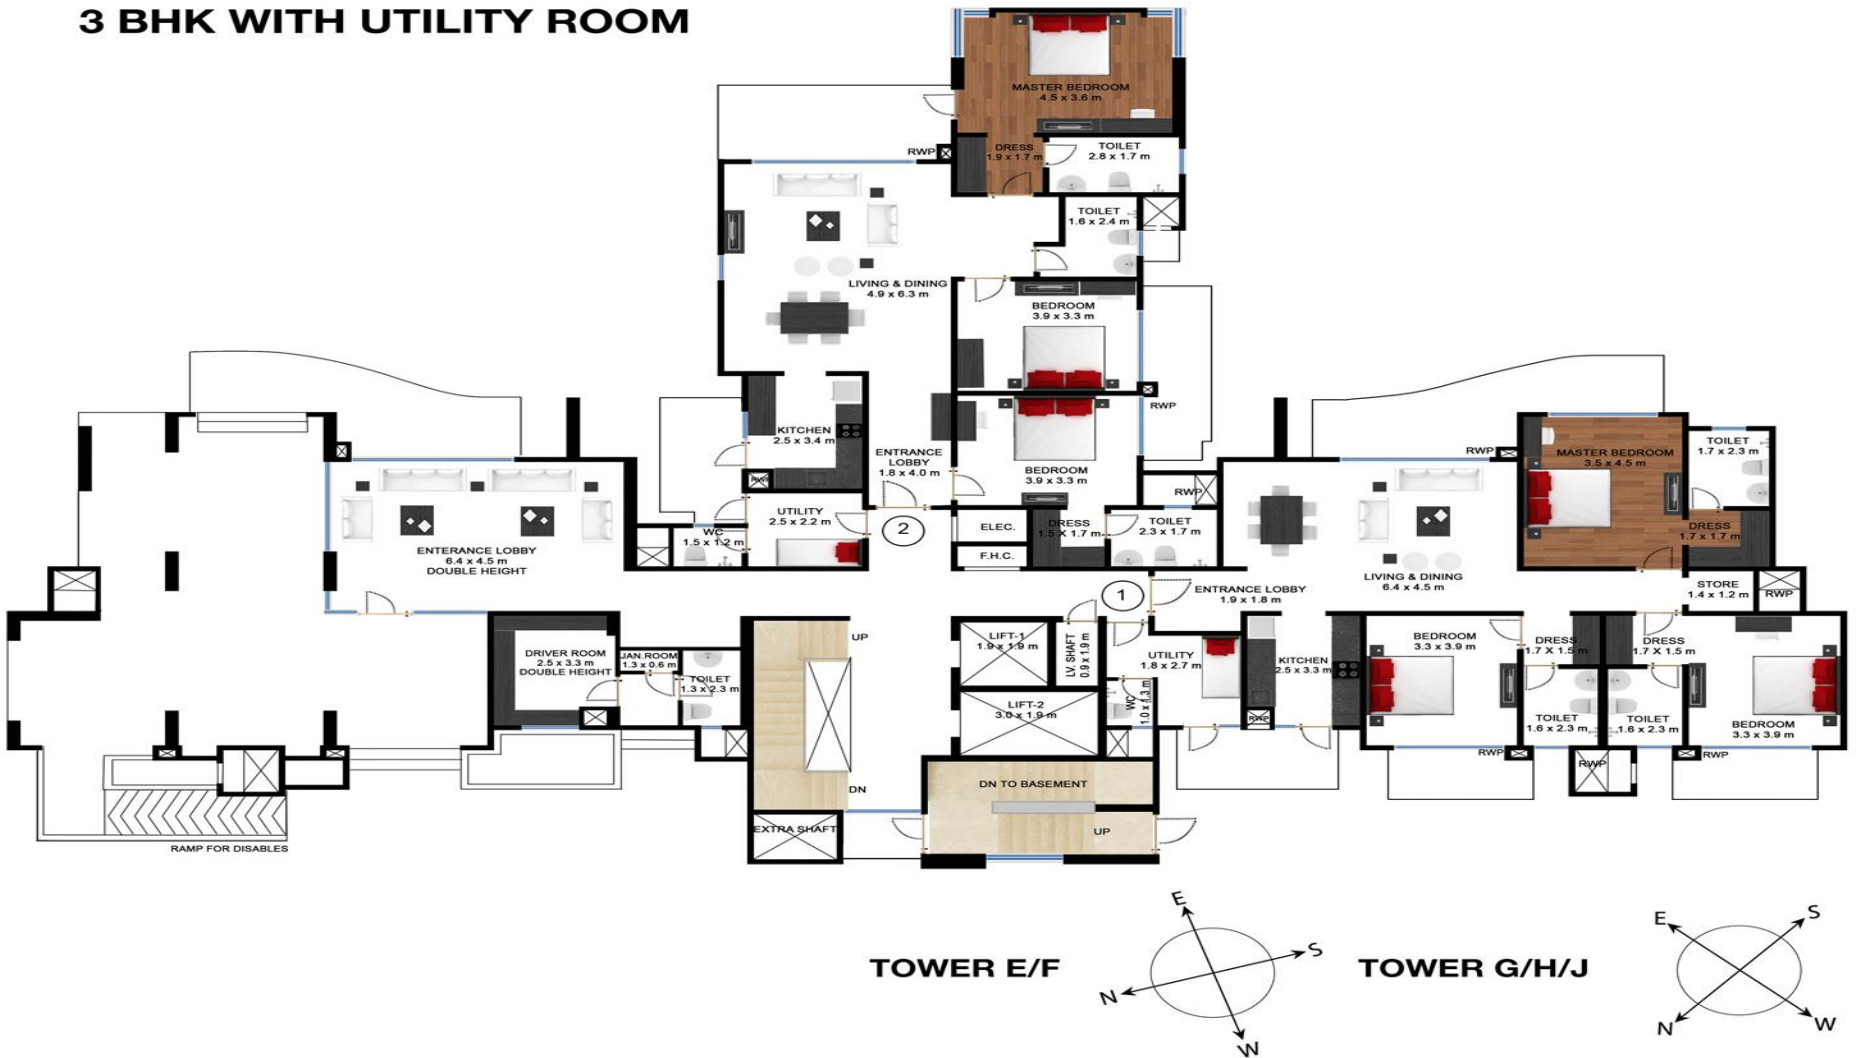 3 BHK WITH UTILITY ROOM
MASTER BEDROOM
4.5 x 3.6 m
RWP
DRESS
1.9 x 1.7 m
TOILET
2.8 x 1.7 m
TOILET
1.6 x 2.4 m
LIVING & DINING
4.9 x 6.3 m
BEDROOM
3.9 x 3.3 m
RWP
KITCHEN
2.5 x 3.4 m
ENTRANCE
LOBBY
1.8 x 4.0 m
BEDROOM
3.9 x 3.3 m
RWP
RWP
UTILITY
2.5 x 2.2 m
2
ELEC.
F.H.C.
DRESS
1.5 X 1.7 m
TOILET
2.3 x 1.7 m
WC
1.5 x 1.2 m
ENTERANCE LOBBY
6.4 x 4.5 m
DOUBLE HEIGHT
RWP
MASTER BEDROOM
3.5 x 4.5 m
TOILET
1.7 x 2.3 m
DRESS
1.7 x 1.7 m
LIVING & DINING
6.4 x 4.5 m
ENTRANCE LOBBY
1.9 x 1.8 m
1
STORE
1.4 x 1.2 m
RWP
UP
LIFT-1
1.9 x 1.9 m
LV. SHAFT
0.9 x 1.9 m
DRIVER ROOM
2.5 x 3.3 m
DOUBLE HEIGHT
JAN.ROOM
1.3 x 0.6 m
TOILET
1.3 x 2.3 m
UTILITY
1.8 x 2.7 m
KITCHEN
2.5 x 3.3 m
BEDROOM
3.3 x 3.9 m
DRESS
1.7 X 1.5 m
DRESS
1.7 X 1.5 m
LIFT-2
3.0 x 1.9 m
WC
1.0 x 1.3 m
RWP
TOILET
1.6 x 2.3 m
TOILET
1.6 x 2.3 m
BEDROOM
3.3 x 3.9 m
RWP
RWP
RWP
DN
DN TO BASEMENT
EXTRA SHAFT
UP
RAMP FOR DISABLES
TOWER E/F
E
S
N
W
TOWER G/H/J
E
S
N
W